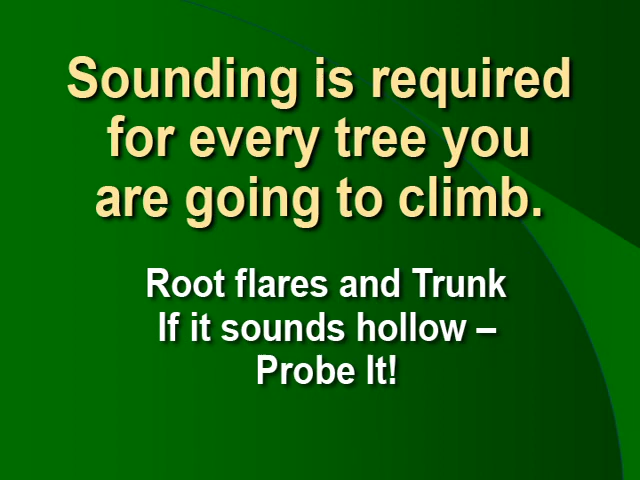 Sounding is required
for every tree you
are going to climb.
Root flares and Trunk
If it sounds hollow –
Probe It!